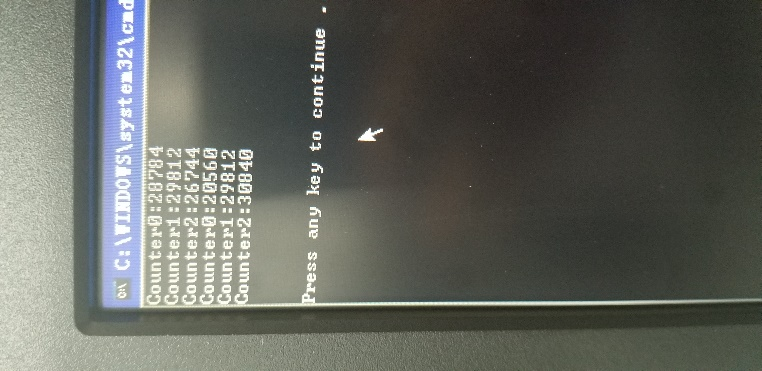 C:\WINDOWS\system32\cmd
Counter0:28784
Counter1:29812
Counter2:26744
Counter0:20560
Counter1:29812
Counter2:30840
Press any key to continue .